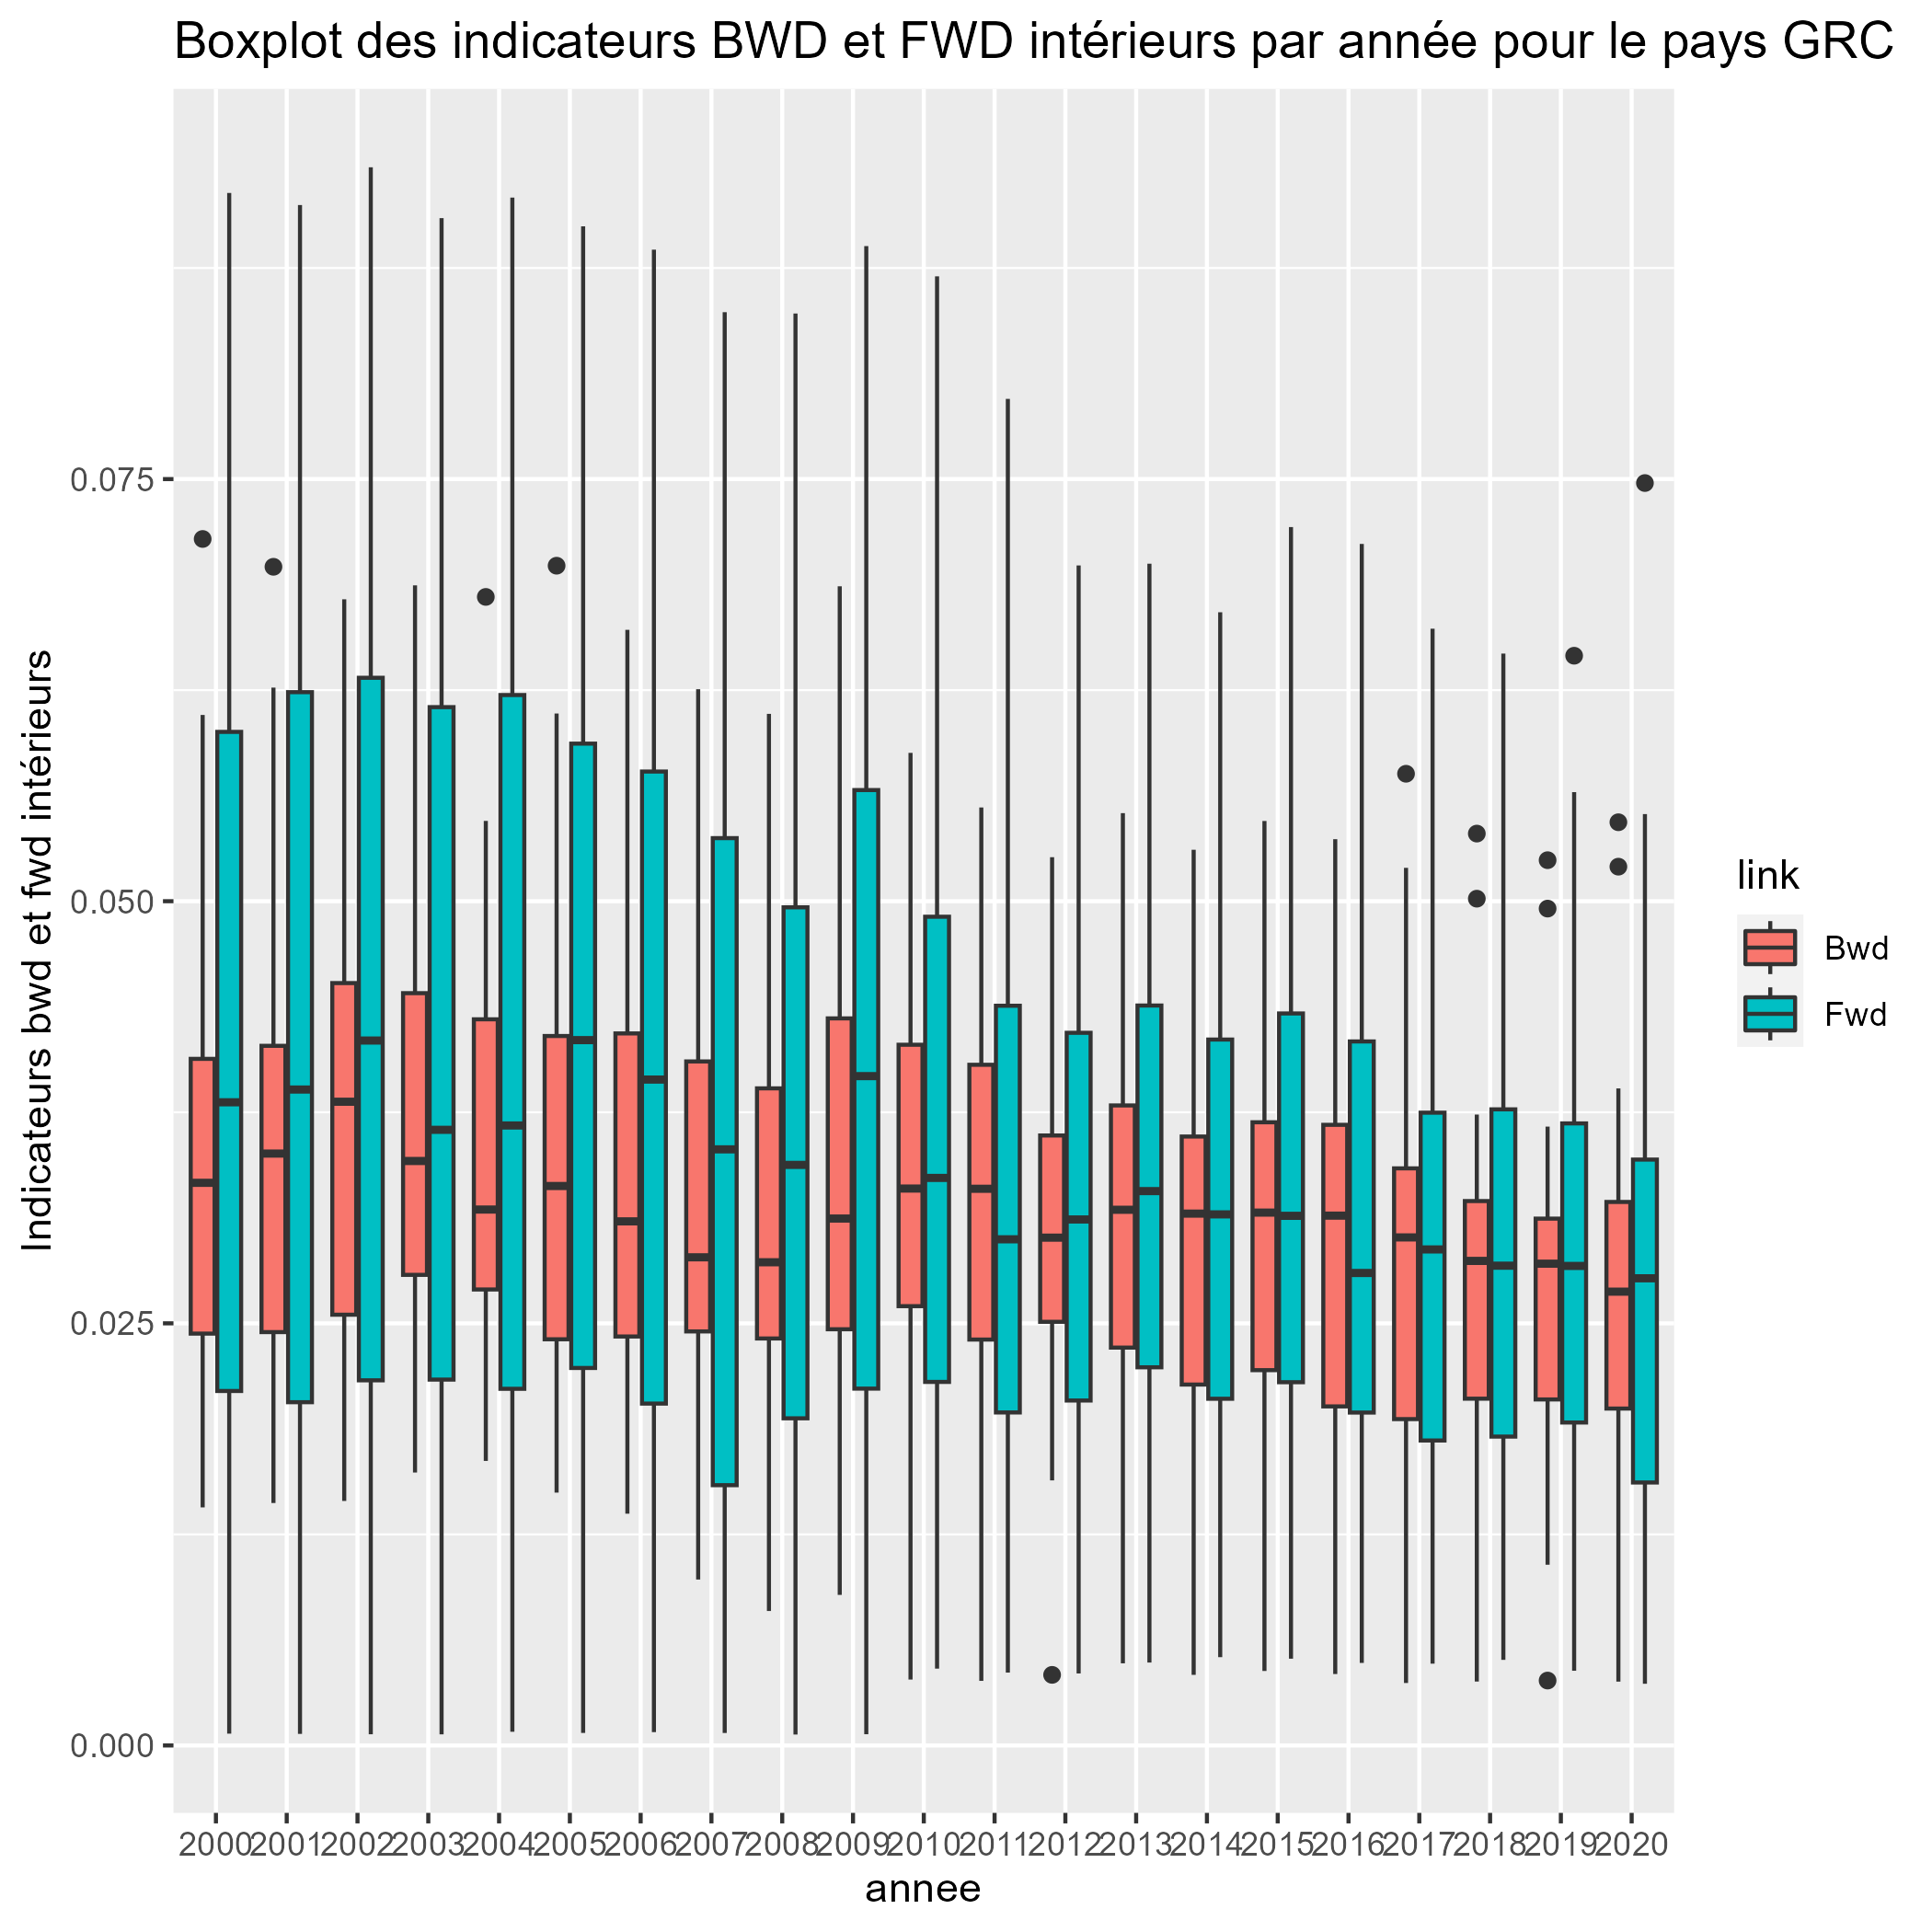 Boxplot des indicateurs BWD et FWD intérieurs par année pour le pays GRC
Indicateurs bwd et fwd intérieurs
0.075
0.050
0.025
0.000
2000 2001 2002 2003 2004 2005 2006 2007 2008 2009 2010 2011 2012 2013 2014 2015 2016 2017 2018 2019 2020
annee
link
Bwd
Fwd